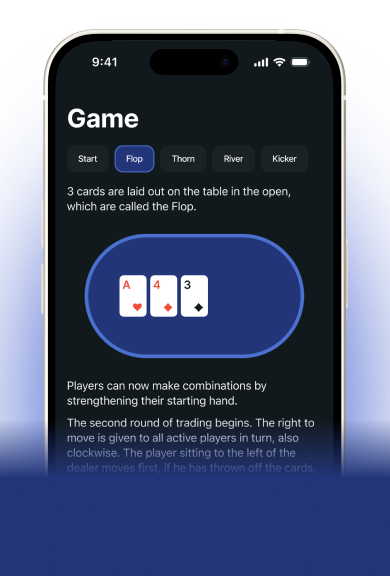 9:41
Game
Start Flop Thorn River Kicker
3 cards are laid out on the table in the open,
which are called the Flop.
A 4 3
Players can now make combinations by
strengthening their starting hand.
The second round of trading begins. The right to
move is given to all active players in turn, also
clockwise. The player sitting to the left of the
dealer moves first, if he has thrown off the cards,